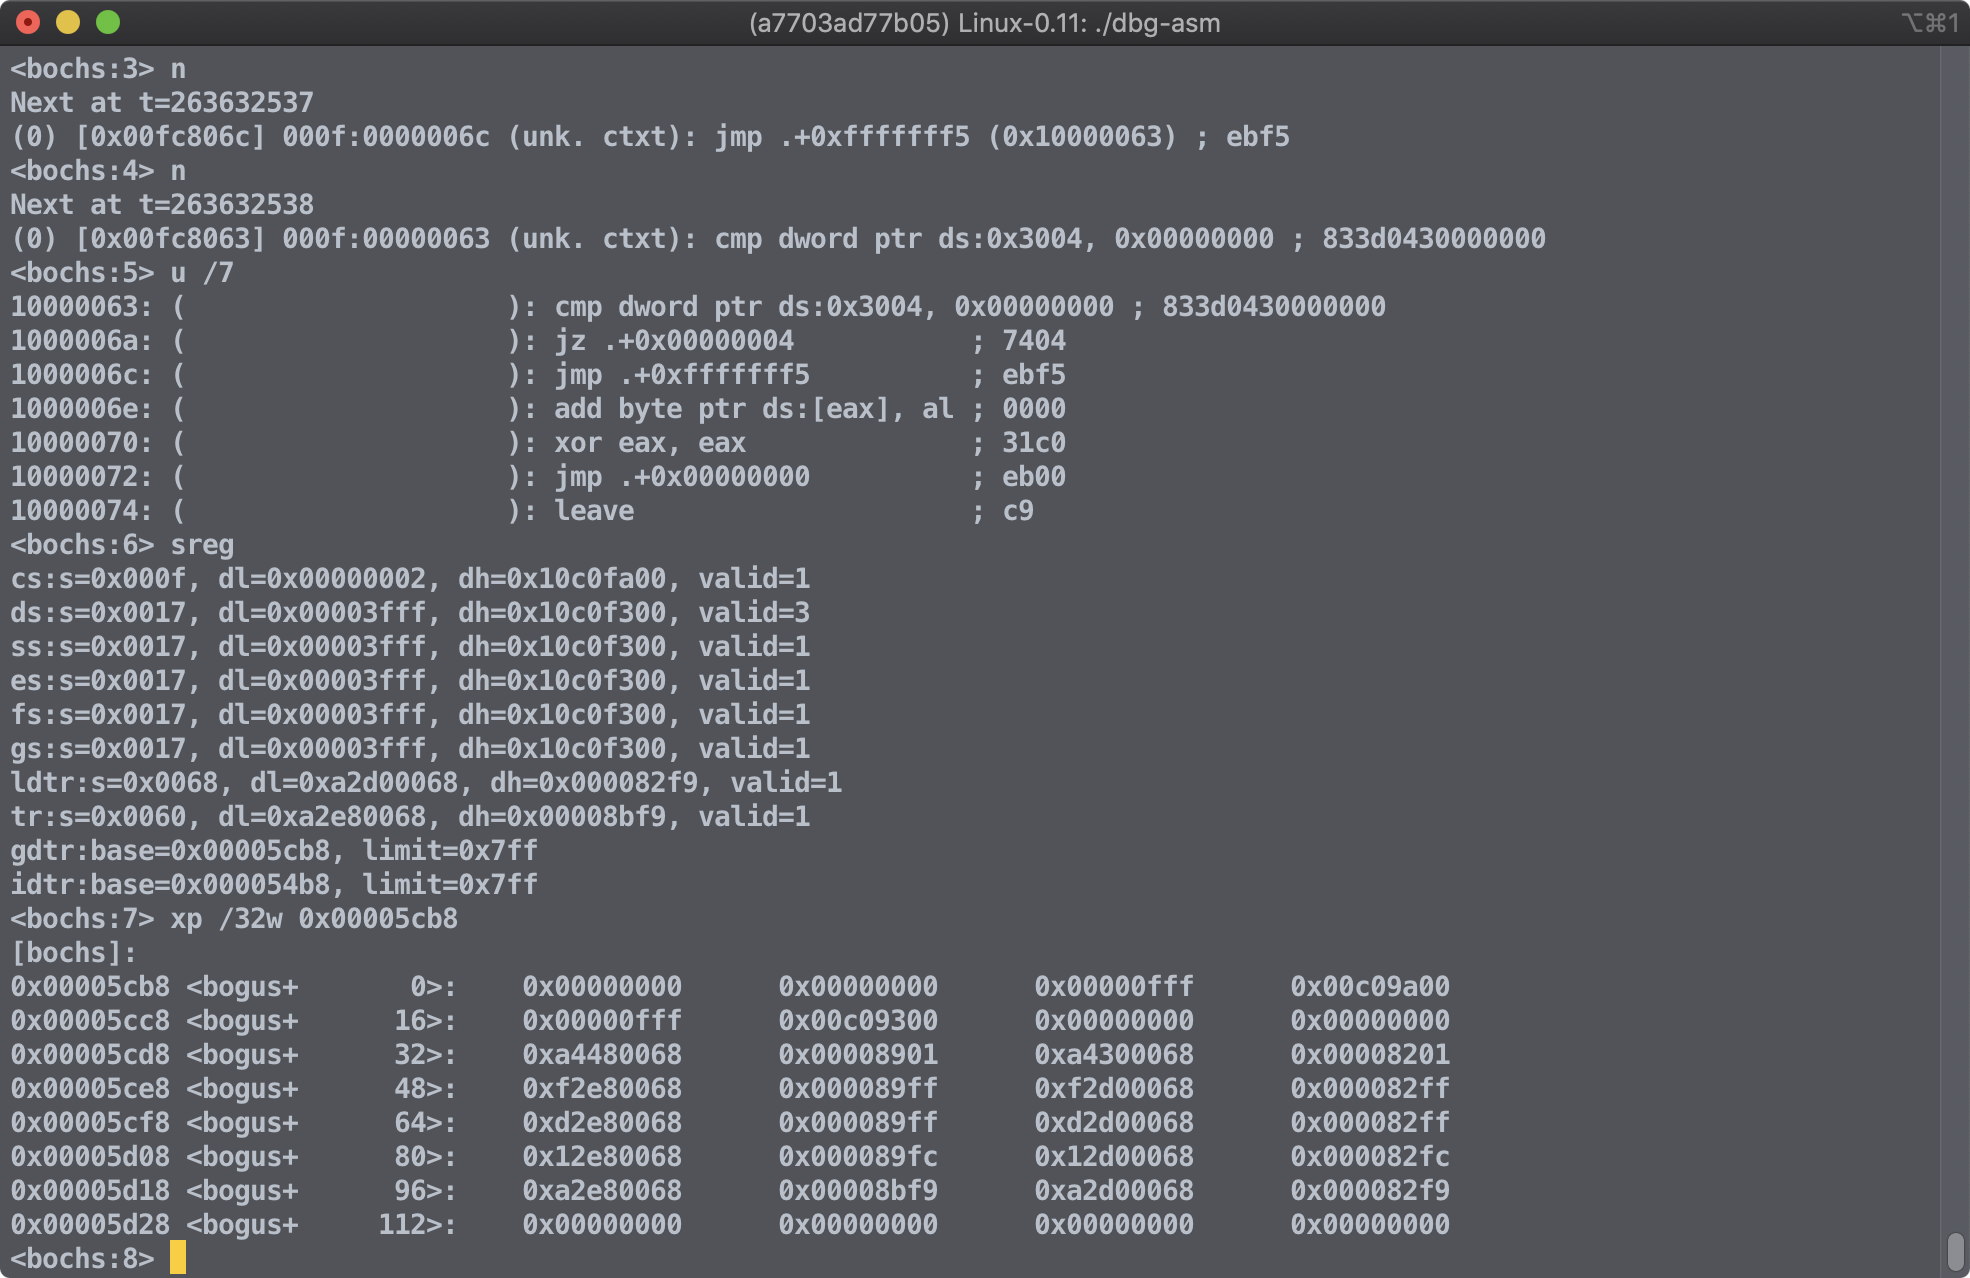 (a7703ad77b05) Linux-0.11: ./dbg-asm ⌥⌘1
<bochs:3> n
Next at t=263632537
(0) [0x00fc806c] 000f:0000006c (unk. ctxt): jmp .+0xfffffff5 (0x10000063) ; ebf5
<bochs:4> n
Next at t=263632538
(0) [0x00fc8063] 000f:00000063 (unk. ctxt): cmp dword ptr ds:0x3004, 0x00000000 ; 833d0430000000
<bochs:5> u /7
10000063: (                    ): cmp dword ptr ds:0x3004, 0x00000000 ; 833d0430000000
1000006a: (                    ): jz .+0x00000004           ; 7404
1000006c: (                    ): jmp .+0xfffffff5          ; ebf5
1000006e: (                    ): add byte ptr ds:[eax], al ; 0000
10000070: (                    ): xor eax, eax              ; 31c0
10000072: (                    ): jmp .+0x00000000          ; eb00
10000074: (                    ): leave                     ; c9
<bochs:6> sreg
cs:s=0x000f, dl=0x00000002, dh=0x10c0fa00, valid=1
ds:s=0x0017, dl=0x00003fff, dh=0x10c0f300, valid=3
ss:s=0x0017, dl=0x00003fff, dh=0x10c0f300, valid=1
es:s=0x0017, dl=0x00003fff, dh=0x10c0f300, valid=1
fs:s=0x0017, dl=0x00003fff, dh=0x10c0f300, valid=1
gs:s=0x0017, dl=0x00003fff, dh=0x10c0f300, valid=1
ldtr:s=0x0068, dl=0xa2d00068, dh=0x000082f9, valid=1
tr:s=0x0060, dl=0xa2e80068, dh=0x00008bf9, valid=1
gdtr:base=0x00005cb8, limit=0x7ff
idtr:base=0x000054b8, limit=0x7ff
<bochs:7> xp /32w 0x00005cb8
[bochs]:
0x00005cb8 <bogus+       0>:    0x00000000      0x00000000      0x00000fff      0x00c09a00
0x00005cc8 <bogus+      16>:    0x00000fff      0x00c09300      0x00000000      0x00000000
0x00005cd8 <bogus+      32>:    0xa4480068      0x00008901      0xa4300068      0x00008201
0x00005ce8 <bogus+      48>:    0xf2e80068      0x000089ff      0xf2d00068      0x000082ff
0x00005cf8 <bogus+      64>:    0xd2e80068      0x000089ff      0xd2d00068      0x000082ff
0x00005d08 <bogus+      80>:    0x12e80068      0x000089fc      0x12d00068      0x000082fc
0x00005d18 <bogus+      96>:    0xa2e80068      0x00008bf9      0xa2d00068      0x000082f9
0x00005d28 <bogus+     112>:    0x00000000      0x00000000      0x00000000      0x00000000
<bochs:8>